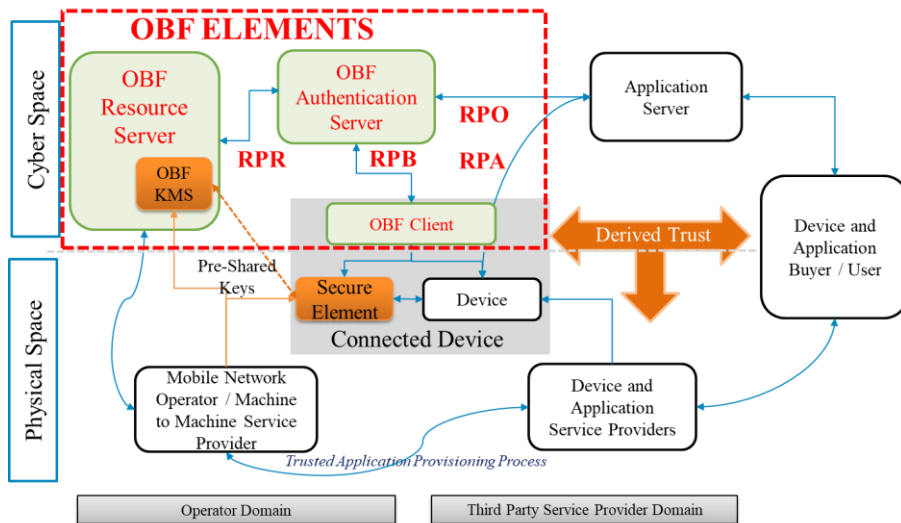 OBF ELEMENTS
Cyber Space
OBF
Resource
Server
OBF
KMS
OBF
Authentication
Server
RPO
RPR
RPB
RPA
Application
Server
OBF Client
Derived Trust
Device and
Application
Buyer / User
Physical Space
Pre-Shared
Keys
Secure
Element
Device
Connected Device
Mobile Network
Operator / Machine
to Machine Service
Provider
Device and
Application
Service Providers
Trusted Application Provisioning Process
Operator Domain
Third Party Service Provider Domain